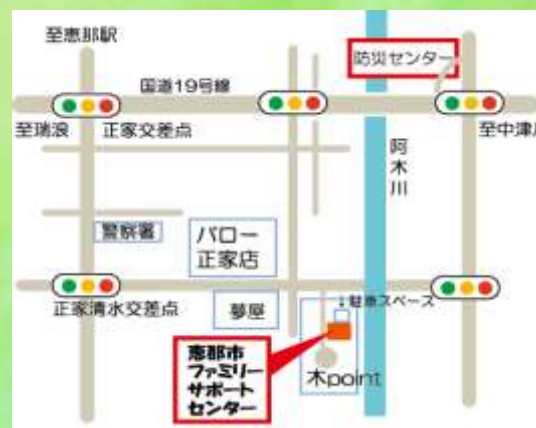 至恵那駅
防災センター
国道19号線
至瑞浪
正家交差点
至中津川
阿木川
警察署
バロー
正家店
↓駐車スペース
正家清水交差点
夢屋
恵那市
ファミリー
サポート
センター
木point